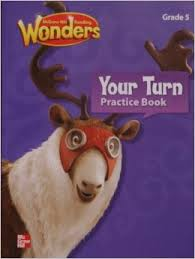 McGraw-Hill Reading
Wonders
Grade 5
Your Turn
Practice Book